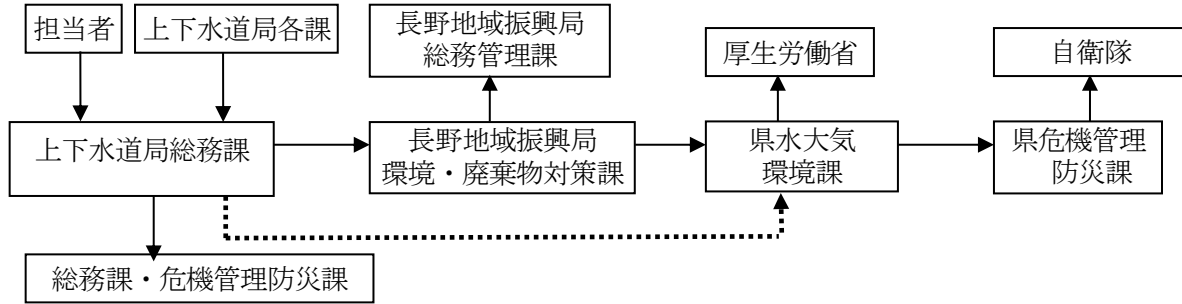 担当者
上下水道局各課
長野地域振興局
総務管理課
厚生労働省
自衛隊
上下水道局総務課
長野地域振興局
環境・廃棄物対策課
県水大気
環境課
県危機管理
防災課
総務課・危機管理防災課